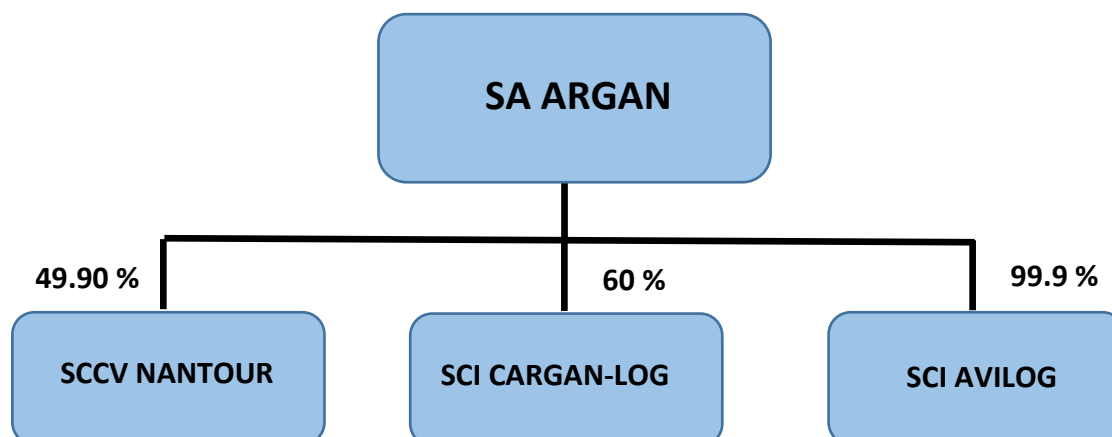 SA ARGAN
49.90 %
60 %
99.9 %
SCCV NANTOUR
SCI CARGAN-LOG
SCI AVILOG